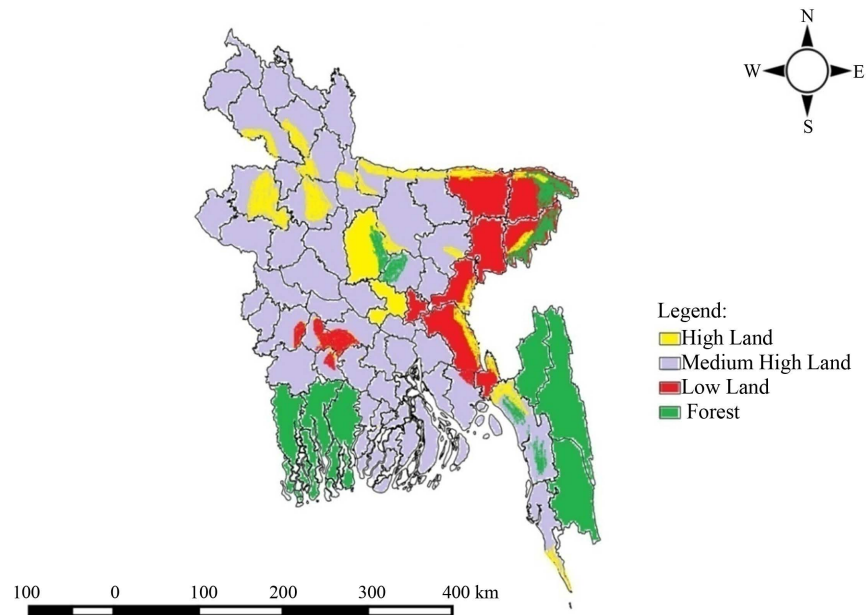 N
W E
S
Legend:
High Land
Medium High Land
Low Land
Forest
100 0 100 200 300 400 km